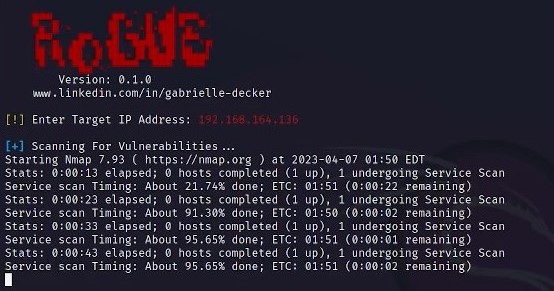 RoGUE
Version: 0.1.0
www.linkedin.com/in/gabrielle-decker
[!] Enter Target IP Address: 192.168.164.136
[+] Scanning For Vulnerabilities...
Starting Nmap 7.93 ( https://nmap.org ) at 2023-04-07 01:50 EDT
Stats: 0:00:13 elapsed; 0 hosts completed (1 up), 1 undergoing Service Scan
Service scan Timing: About 21.74% done; ETC: 01:51 (0:00:22 remaining)
Stats: 0:00:23 elapsed; 0 hosts completed (1 up), 1 undergoing Service Scan
Service scan Timing: About 91.30% done; ETC: 01:50 (0:00:02 remaining)
Stats: 0:00:33 elapsed; 0 hosts completed (1 up), 1 undergoing Service Scan
Service scan Timing: About 95.65% done; ETC: 01:51 (0:00:01 remaining)
Stats: 0:00:43 elapsed; 0 hosts completed (1 up), 1 undergoing Service Scan
Service scan Timing: About 95.65% done; ETC: 01:51 (0:00:02 remaining)